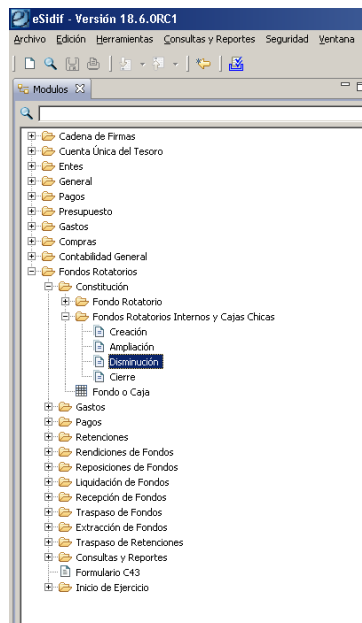 eSidif - Versión 18.6.0RC1
Archivo Edición Herramientas Consultas y Reportes Seguridad Ventana
Modulos
Cadena de Firmas
Cuenta Única del Tesoro
Entes
General
Pagos
Presupuesto
Gastos
Compras
Contabilidad General
Fondos Rotatorios
Constitución
Fondo Rotatorio
Fondos Rotatorios Internos y Cajas Chicas
Creación
Ampliación
Disminución
Cierre
Fondo o Caja
Gastos
Pagos
Retenciones
Rendiciones de Fondos
Reposiciones de Fondos
Liquidación de Fondos
Recepción de Fondos
Traspaso de Fondos
Extracción de Fondos
Traspaso de Retenciones
Consultas y Reportes
Formulario C43
Inicio de Ejercicio